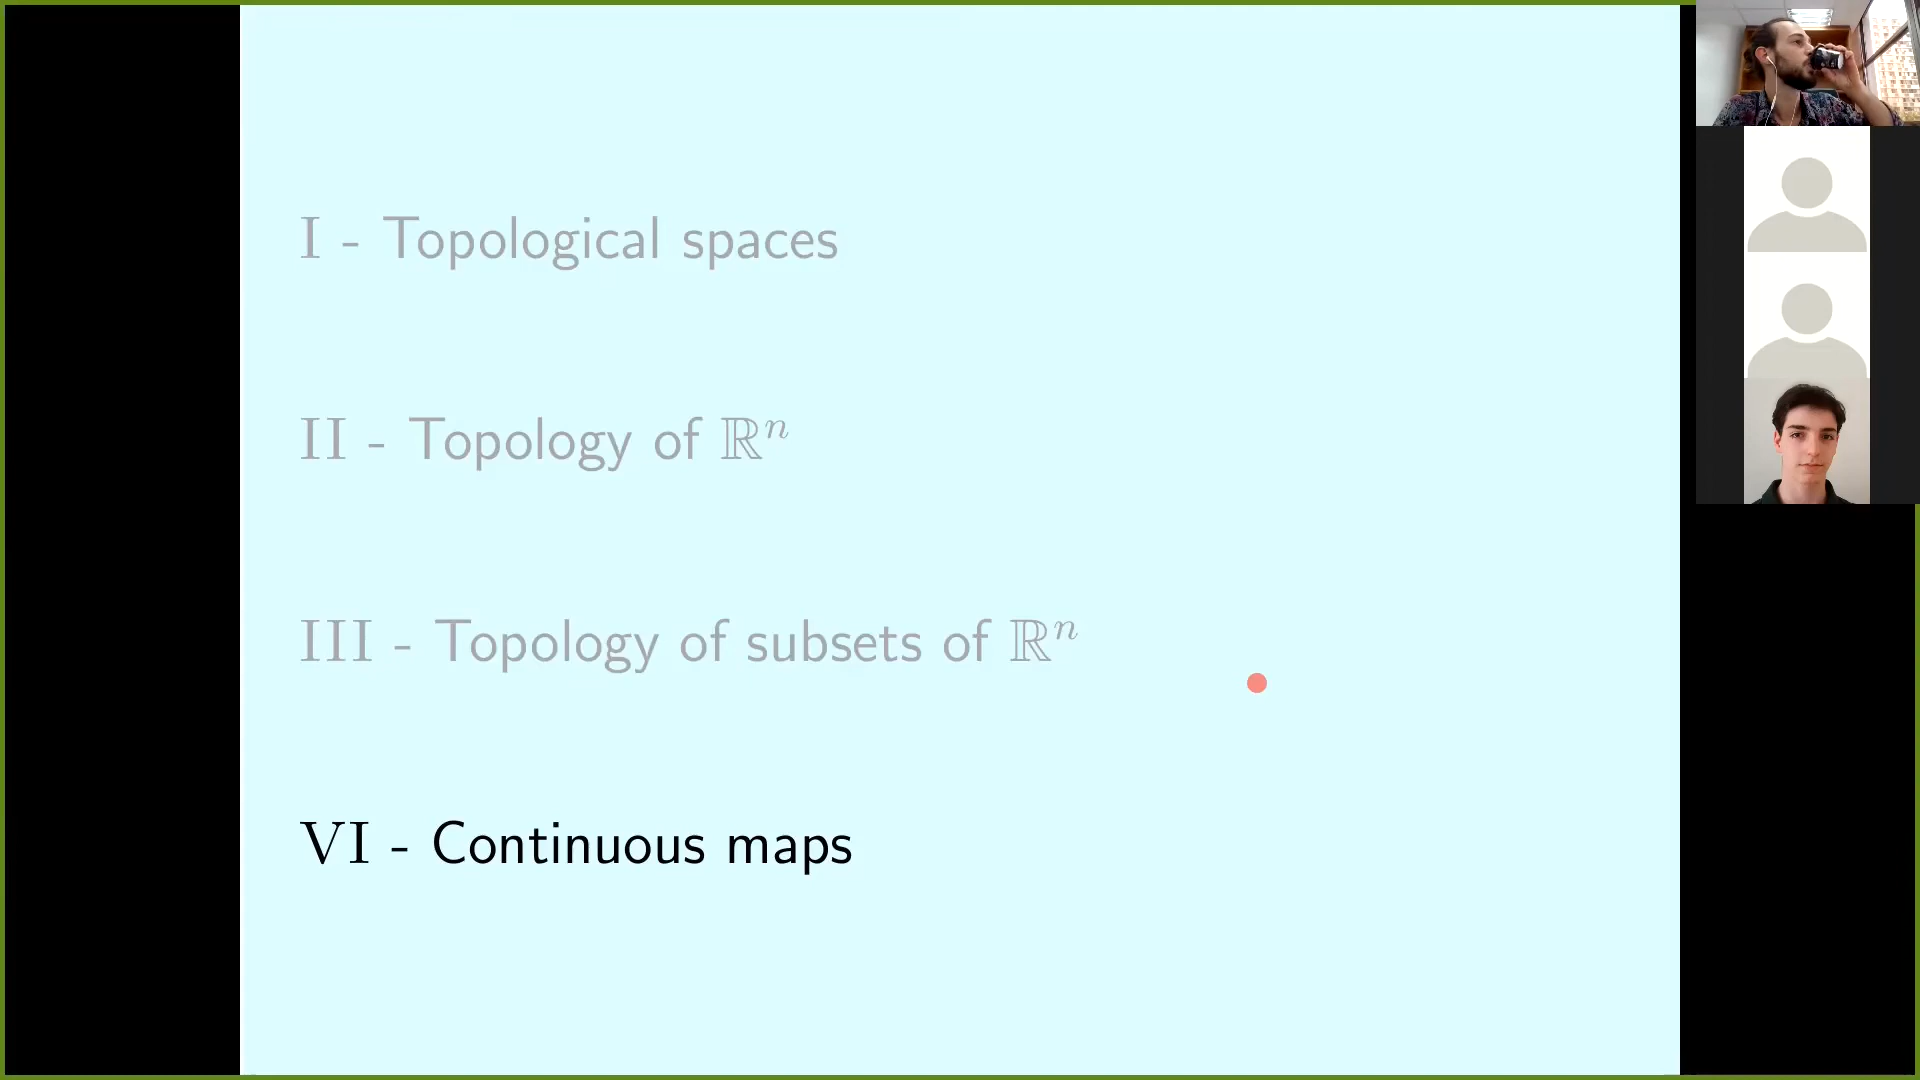 I - Topological spaces
II - Topology of ℝⁿ
III - Topology of subsets of ℝⁿ
VI - Continuous maps